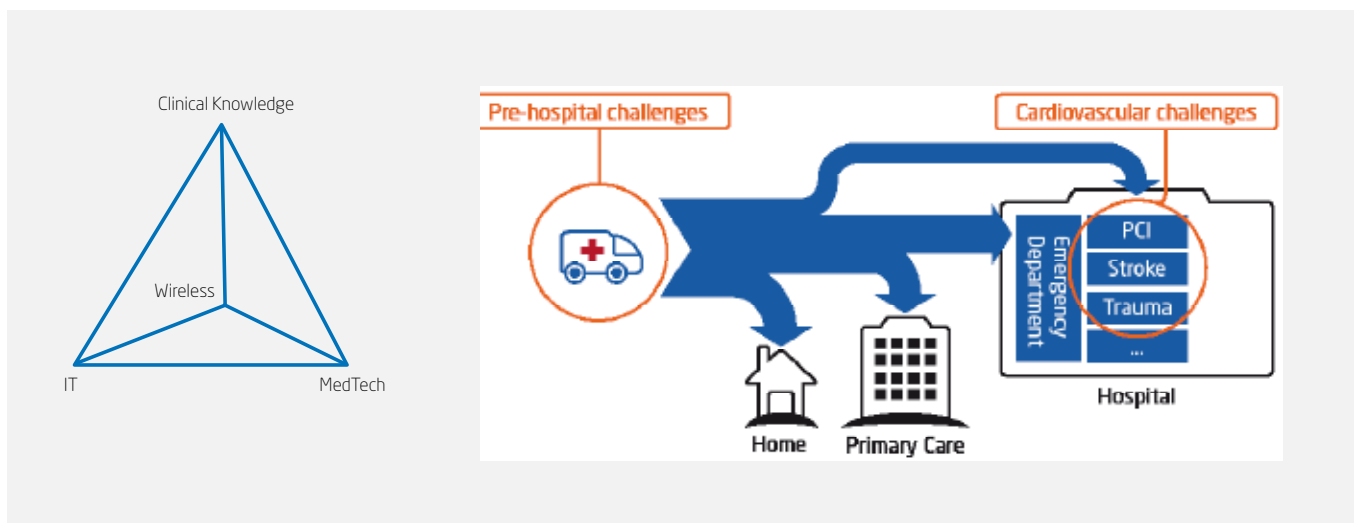 Clinical Knowledge
Wireless
IT
MedTech
Pre-hospital challenges
Cardiovascular challenges
Emergency
Department
PCI
Stroke
Trauma
...
Hospital
Home
Primary Care